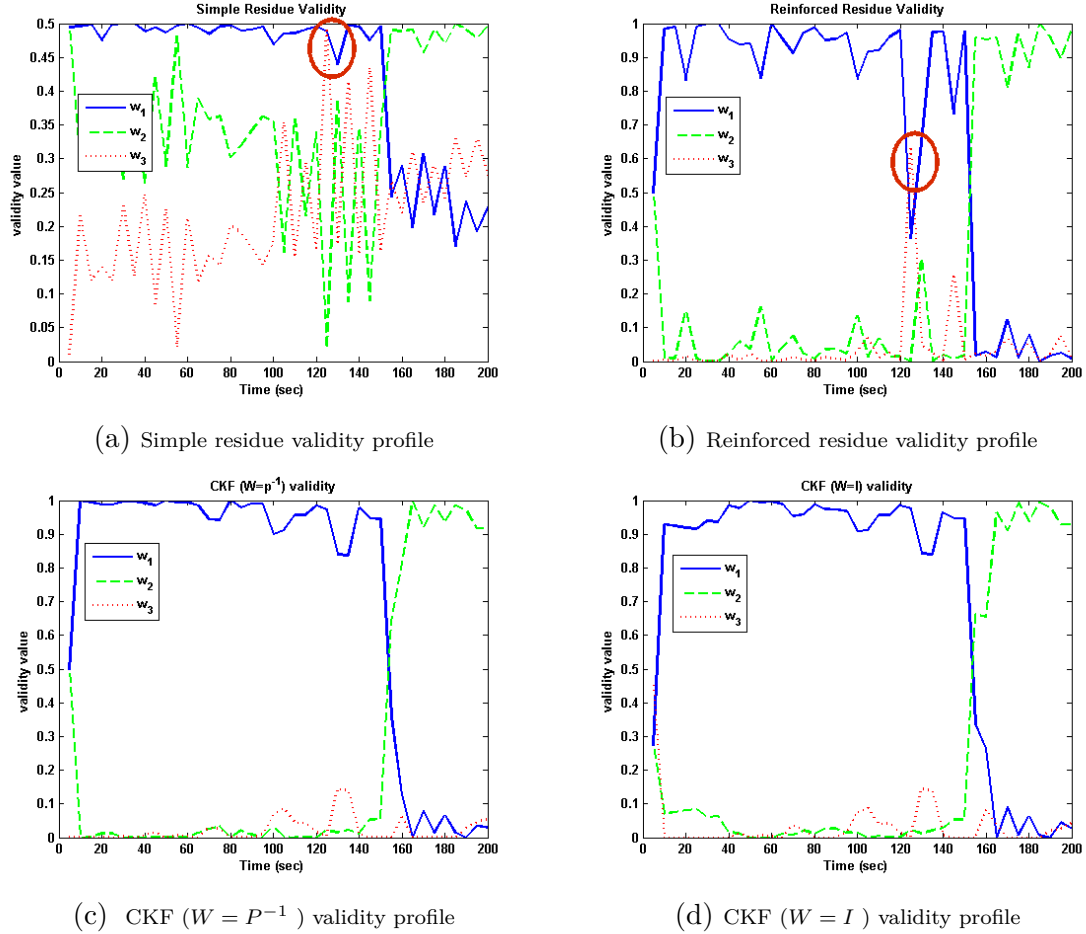 Simple Residue Validity
0.5
0.45
0.4
0.35
0.3
0.25
0.2
0.15
0.1
0.05
0
validity value
w1
w2
w3
0 20 40 60 80 100 120 140 160 180 200
Time (sec)
(a) Simple residue validity profile
Reinforced Residue Validity
1
0.9
0.8
0.7
0.6
0.5
0.4
0.3
0.2
0.1
0
validity value
w1
w2
w3
0 20 40 60 80 100 120 140 160 180 200
Time (sec)
(b) Reinforced residue validity profile
CKF (W=p-1) validity
1
0.9
0.8
0.7
0.6
0.5
0.4
0.3
0.2
0.1
0
validity value
w1
w2
w3
0 20 40 60 80 100 120 140 160 180 200
Time (sec)
(c) CKF (W = P−1 ) validity profile
CKF (W=I) validity
1
0.9
0.8
0.7
0.6
0.5
0.4
0.3
0.2
0.1
0
validity value
w1
w2
w3
0 20 40 60 80 100 120 140 160 180 200
Time (sec)
(d) CKF (W = I ) validity profile